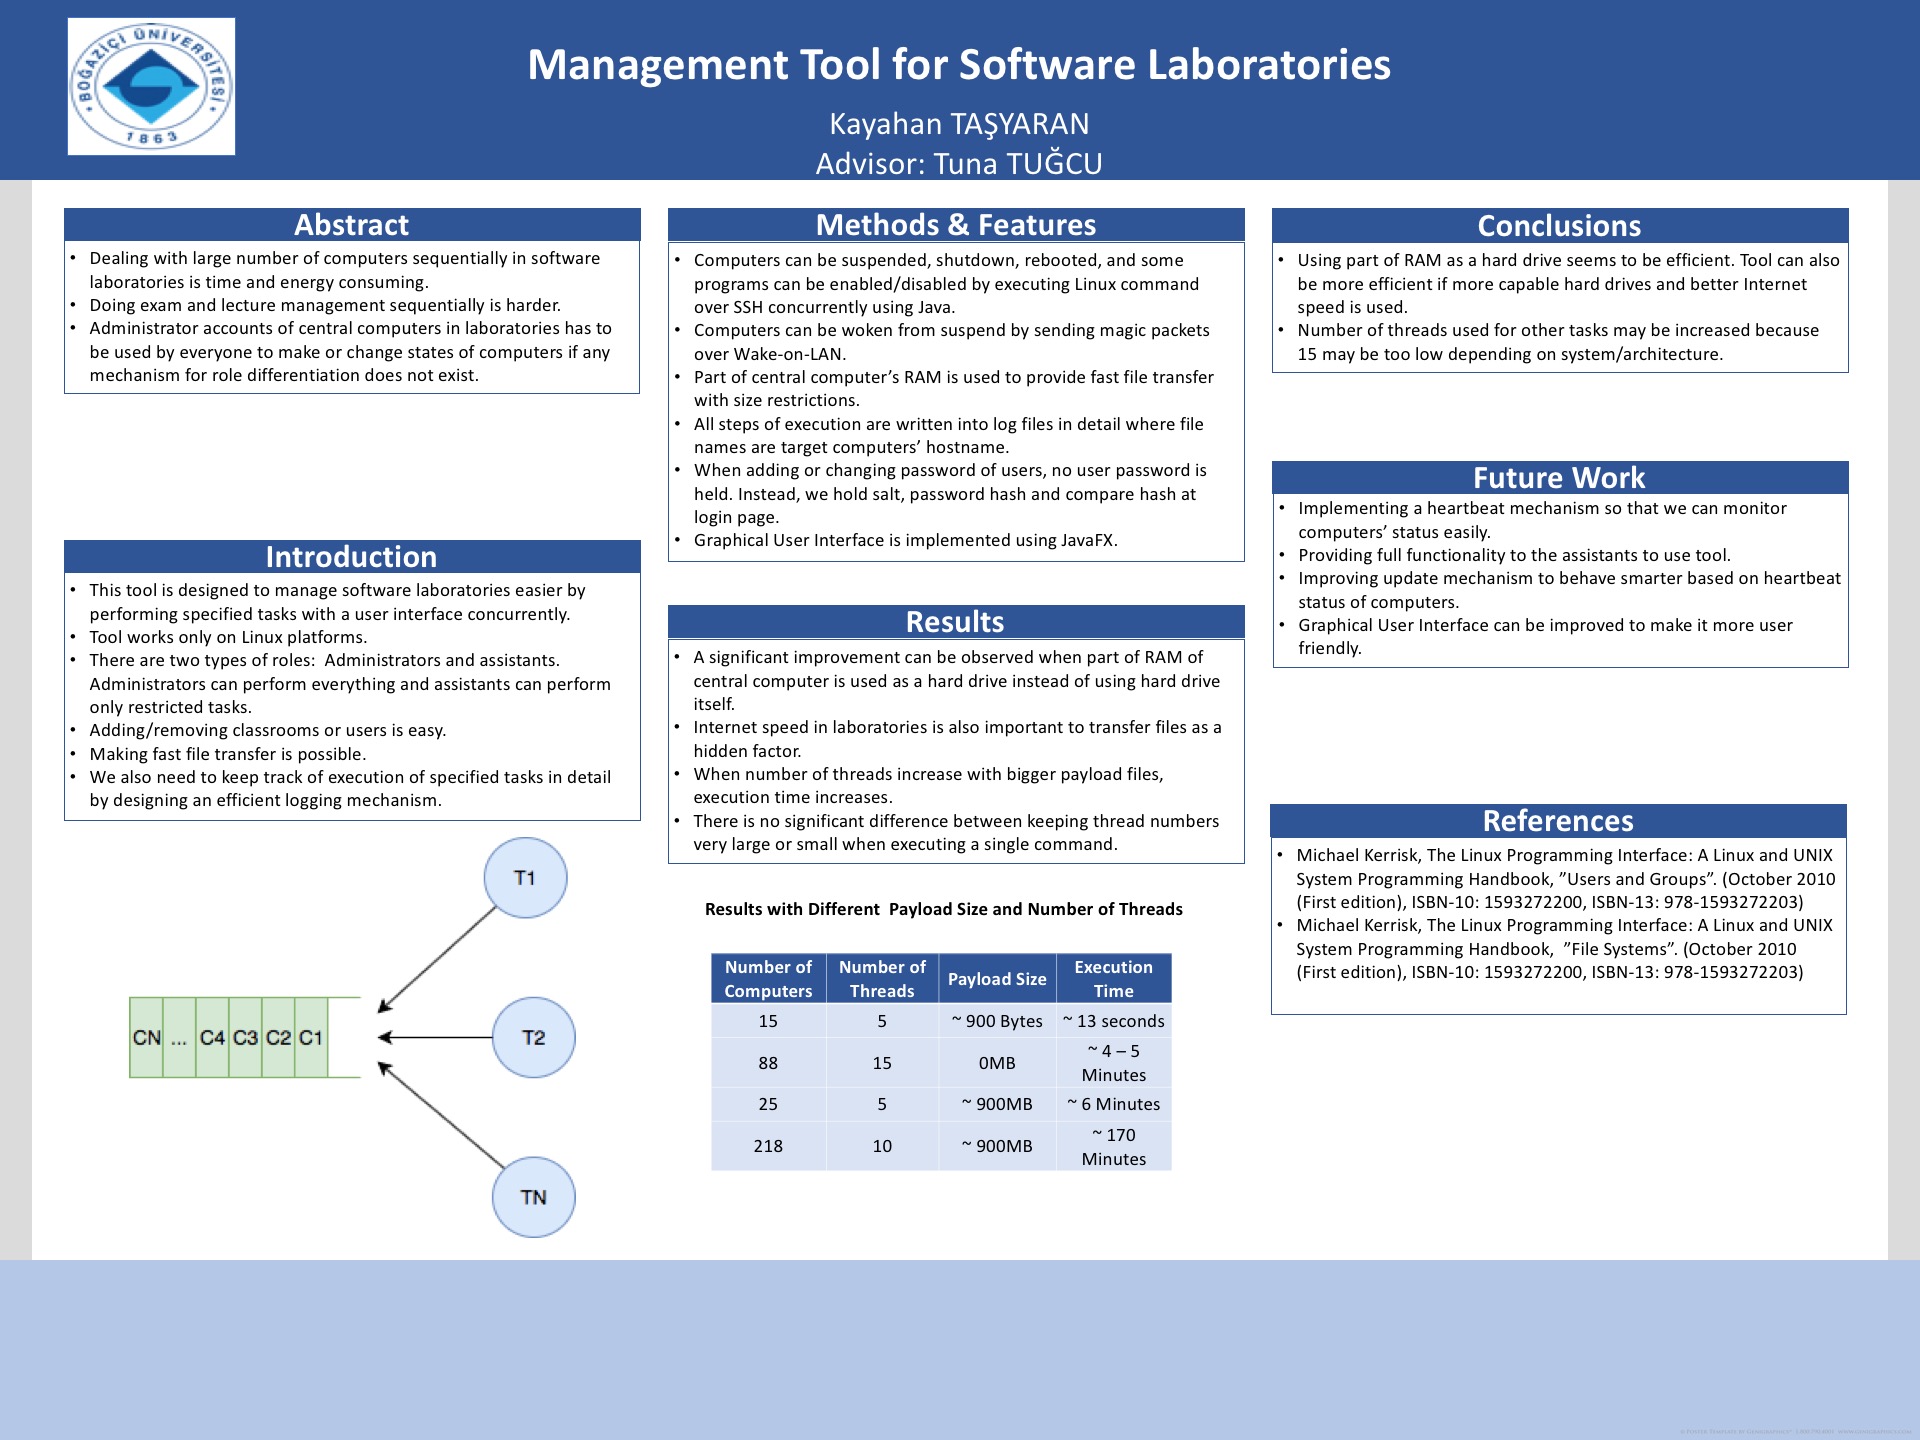 BOĞAZİÇİ ÜNİVERSİTESİ
1863
Management Tool for Software Laboratories
Kayahan TAŞYARAN
Advisor: Tuna TUĞCU
Abstract
• Dealing with large number of computers sequentially in software
laboratories is time and energy consuming.
• Doing exam and lecture management sequentially is harder.
• Administrator accounts of central computers in laboratories has to
be used by everyone to make or change states of computers if any
mechanism for role differentiation does not exist.
Introduction
• This tool is designed to manage software laboratories easier by
performing specified tasks with a user interface concurrently.
• Tool works only on Linux platforms.
• There are two types of roles:  Administrators and assistants.
Administrators can perform everything and assistants can perform
only restricted tasks.
• Adding/removing classrooms or users is easy.
• Making fast file transfer is possible.
• We also need to keep track of execution of specified tasks in detail
by designing an efficient logging mechanism.
T1
CN ... C4 C3 C2 C1
T2
TN
Methods & Features
• Computers can be suspended, shutdown, rebooted, and some
programs can be enabled/disabled by executing Linux command
over SSH concurrently using Java.
• Computers can be woken from suspend by sending magic packets
over Wake-on-LAN.
• Part of central computer’s RAM is used to provide fast file transfer
with size restrictions.
• All steps of execution are written into log files in detail where file
names are target computers’ hostname.
• When adding or changing password of users, no user password is
held. Instead, we hold salt, password hash and compare hash at
login page.
• Graphical User Interface is implemented using JavaFX.
Results
• A significant improvement can be observed when part of RAM of
central computer is used as a hard drive instead of using hard drive
itself.
• Internet speed in laboratories is also important to transfer files as a
hidden factor.
• When number of threads increase with bigger payload files,
execution time increases.
• There is no significant difference between keeping thread numbers
very large or small when executing a single command.
Results with Different  Payload Size and Number of Threads
Number of Computers Number of Threads Payload Size Execution Time
15 5 ~ 900 Bytes ~ 13 seconds
88 15 0MB ~ 4 – 5 Minutes
25 5 ~ 900MB ~ 6 Minutes
218 10 ~ 900MB ~ 170 Minutes
Conclusions
• Using part of RAM as a hard drive seems to be efficient. Tool can also
be more efficient if more capable hard drives and better Internet
speed is used.
• Number of threads used for other tasks may be increased because
15 may be too low depending on system/architecture.
Future Work
• Implementing a heartbeat mechanism so that we can monitor
computers’ status easily.
• Providing full functionality to the assistants to use tool.
• Improving update mechanism to behave smarter based on heartbeat
status of computers.
• Graphical User Interface can be improved to make it more user
friendly.
References
• Michael Kerrisk, The Linux Programming Interface: A Linux and UNIX
System Programming Handbook, ”Users and Groups”. (October 2010
(First edition), ISBN-10: 1593272200, ISBN-13: 978-1593272203)
• Michael Kerrisk, The Linux Programming Interface: A Linux and UNIX
System Programming Handbook,  ”File Systems”. (October 2010
(First edition), ISBN-10: 1593272200, ISBN-13: 978-1593272203)